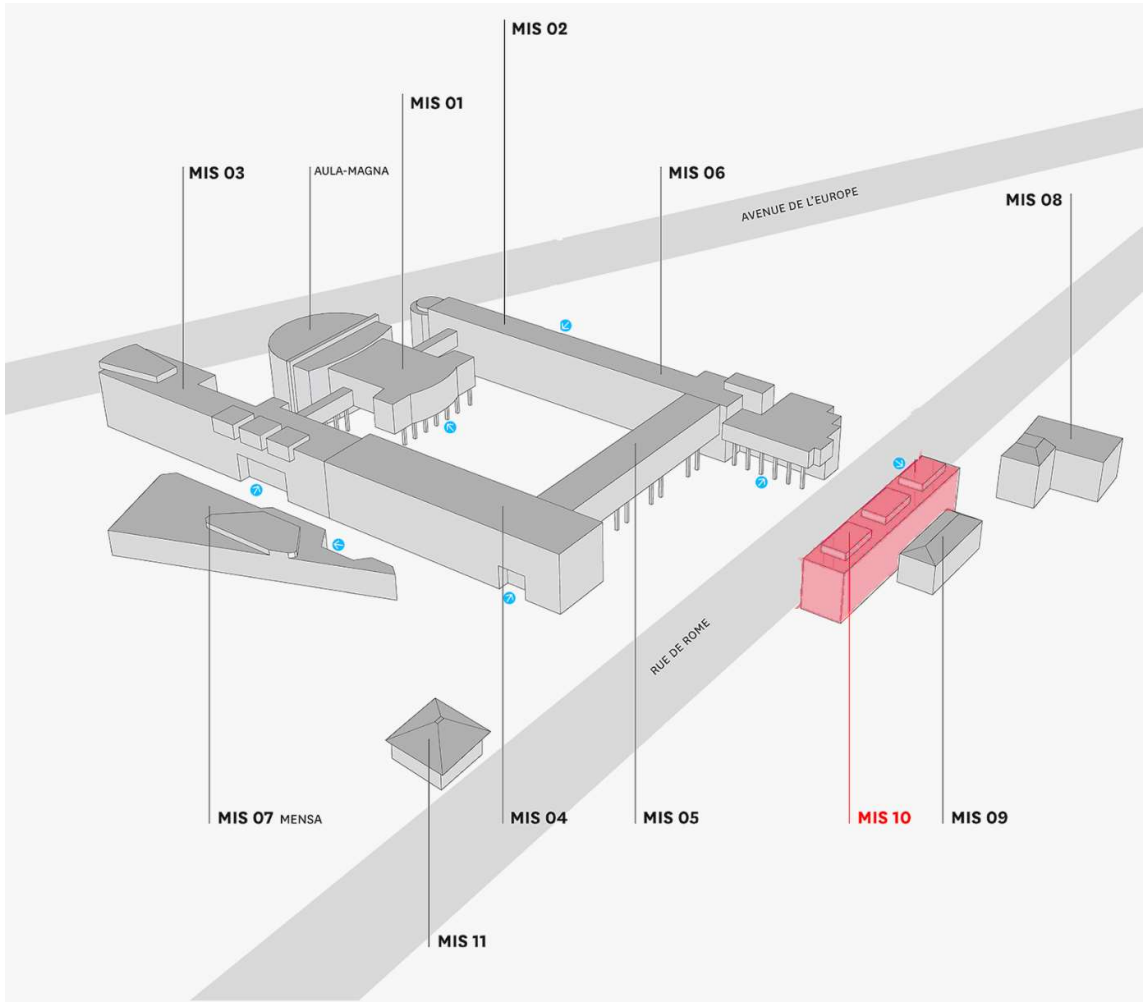 MIS 02
MIS 01
MIS 03
AULA-MAGNA
MIS 06
AVENUE DE L'EUROPE
MIS 08
RUE DE ROME
MIS 07 MENSA
MIS 04
MIS 05
MIS 10
MIS 09
MIS 11